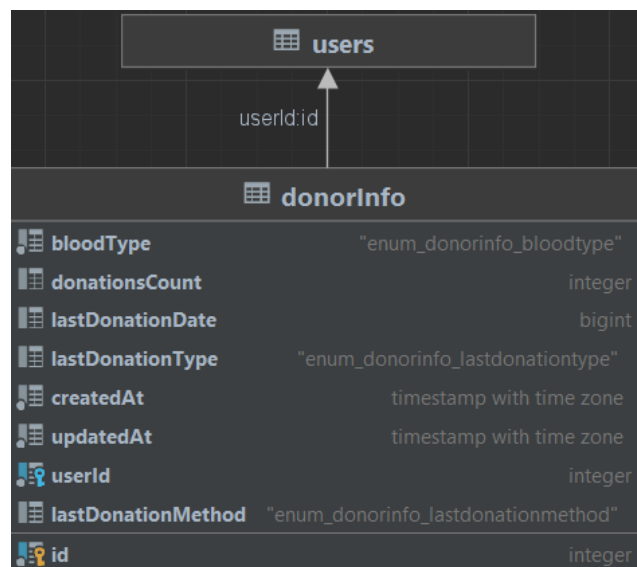 users
userId:id
donorInfo
bloodType "enum_donorinfo_bloodtype"
donationsCount integer
lastDonationDate bigint
lastDonationType "enum_donorinfo_lastdonationtype"
createdAt timestamp with time zone
updatedAt timestamp with time zone
userId integer
lastDonationMethod "enum_donorinfo_lastdonationmethod"
id integer